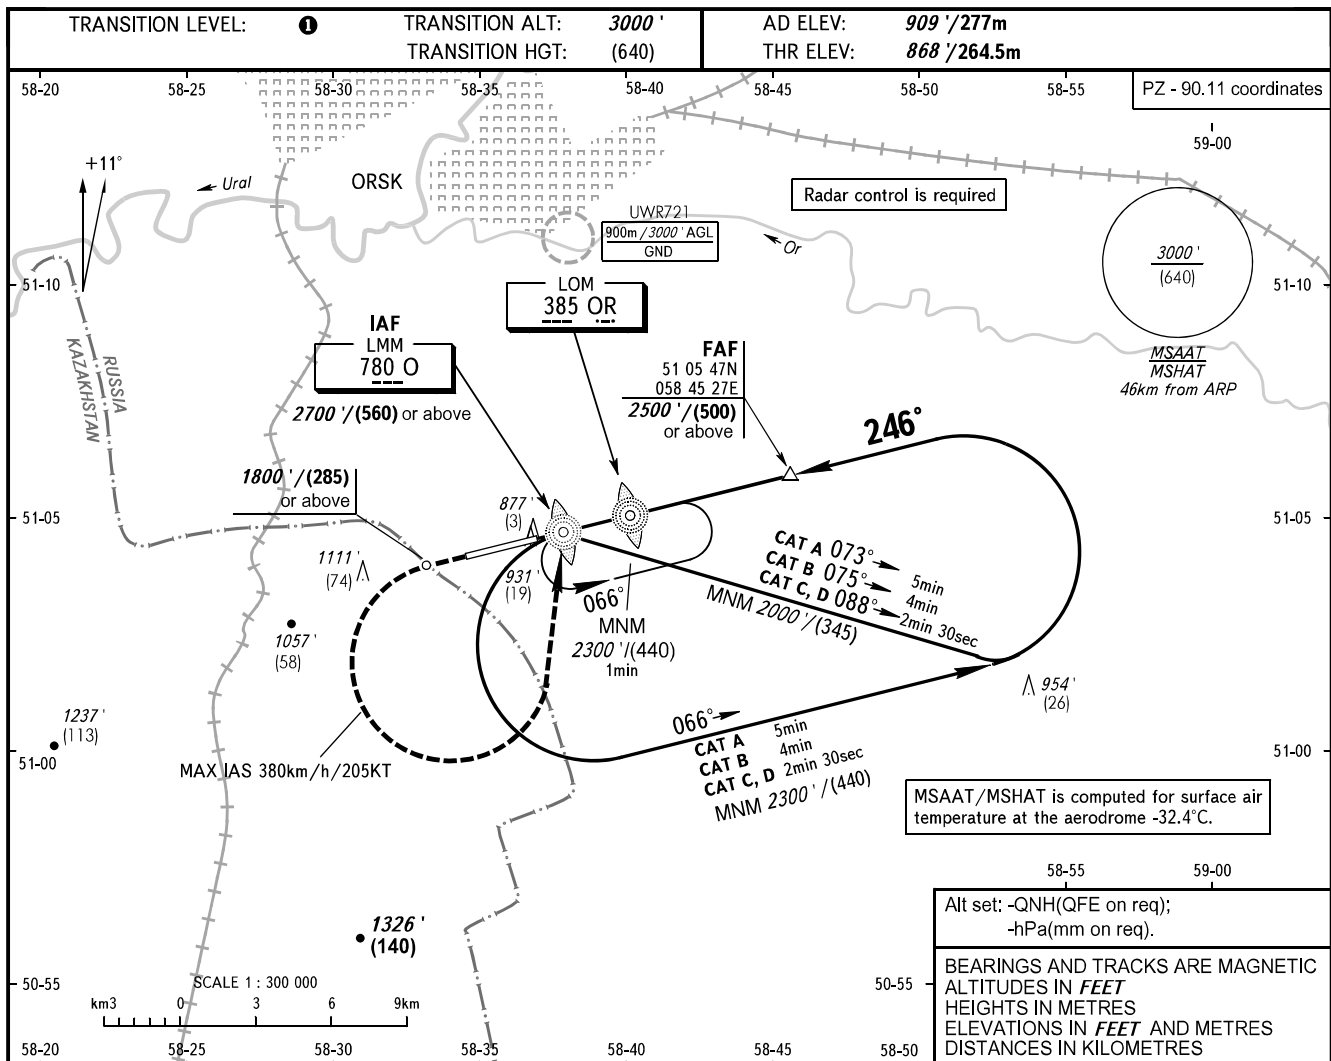 TRANSITION LEVEL: ❶ TRANSITION ALT: 3000 ' AD ELEV: 909 '/277m
TRANSITION HGT: (640) THR ELEV: 868 '/264.5m
58-20 58-25 58-30 58-35 58-40 58-45 58-50 58-55
PZ - 90.11 coordinates
59-00
+11°
Ural
ORSK
Radar control is required
UWR721
900m/3000 ' AGL
GND
Or
3000 '
(640)
51-10 51-10
MSAAT
MSHAT
46km from ARP
RUSSIA
KAZAKHSTAN
LOM
385 OR
IAF
LMM
780 O
2700 '/(560) or above
FAF
51 05 47N
058 45 27E
2500 '/(500)
or above
246°
1800 '/(285)
or above
877 '
(3)
51-05 51-05
1111 '
(74)
931 '
(19)
066°
MNM
2300 '/(440)
1min
CAT A 073° 5min
CAT B 075° 4min
CAT C, D 088° 2min 30sec
MNM 2000 '/(345)
1057 '
(58)
954 '
(26)
1237 '
(113)
51-00 51-00
066°
CAT A 5min
CAT B 4min
CAT C, D 2min 30sec
MNM 2300 '/(440)
MAX IAS 380km/h/205KT
MSAAT/MSHAT is computed for surface air
temperature at the aerodrome -32.4°C.
58-55 59-00
1326 '
(140)
Alt set: -QNH(QFE on req);
-hPa(mm on req).
50-55 50-55
SCALE 1 : 300 000
km3 0 3 6 9km
BEARINGS AND TRACKS ARE MAGNETIC
ALTITUDES IN FEET
HEIGHTS IN METRES
ELEVATIONS IN FEET AND METRES
DISTANCES IN KILOMETRES
58-20 58-25 58-30 58-35 58-40 58-45 58-50